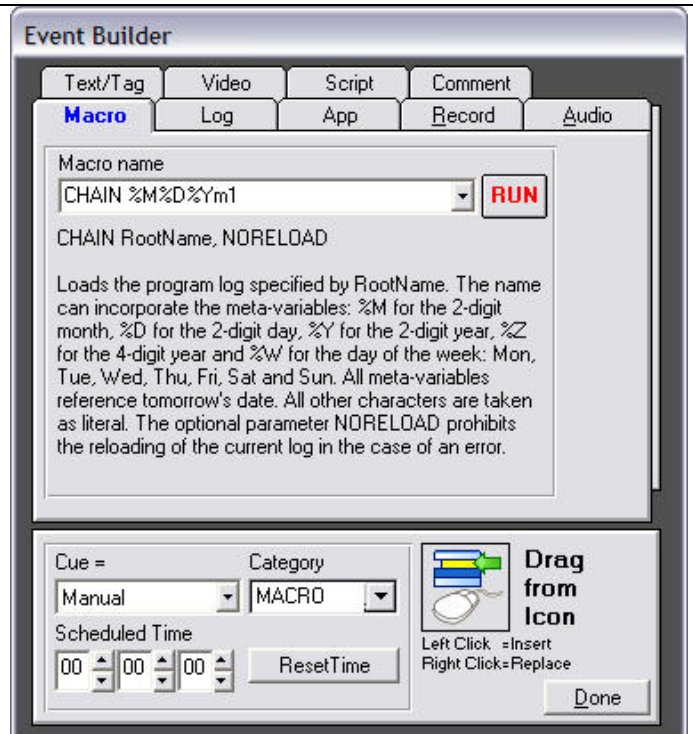 Event Builder
Text/Tag Video Script Comment
Macro Log App Record Audio
Macro name
CHAIN %M%D%Ym1 RUN
CHAIN RootName, NORELOAD
Loads the program log specified by RootName. The name
can incorporate the meta-variables: %M for the 2-digit
month, %D for the 2-digit day, %Y for the 2-digit year, %Z
for the 4-digit year and %W for the day of the week: Mon,
Tue, Wed, Thu, Fri, Sat and Sun. All meta-variables
reference tomorrow's date. All other characters are taken
as literal. The optional parameter NORELOAD prohibits
the reloading of the current log in the case of an error.
Cue = Category
Manual MACRO
Scheduled Time
00 00 00 ResetTime
Drag
from
Icon
Left Click =Insert
Right Click=Replace
Done